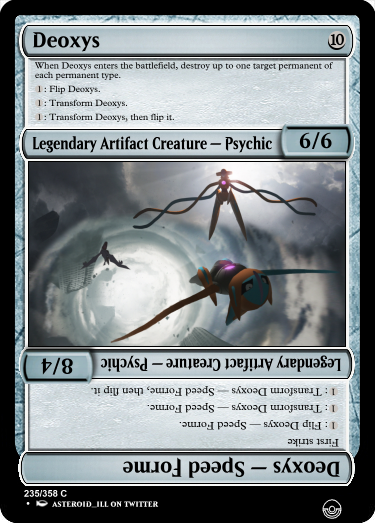 Deoxys 10
When Deoxys enters the battlefield, destroy up to one target permanent of
each permanent type.
1: Flip Deoxys.
1: Transform Deoxys.
1: Transform Deoxys, then flip it.
Legendary Artifact Creature — Psychic 6/6
Deoxys — Speed Forme
First strike
1: Flip Deoxys — Speed Forme.
1: Transform Deoxys — Speed Forme.
1: Transform Deoxys — Speed Forme, then flip it.
Legendary Artifact Creature — Psychic 8/4
235/358 C
• ASTEROID_ILL ON TWITTER